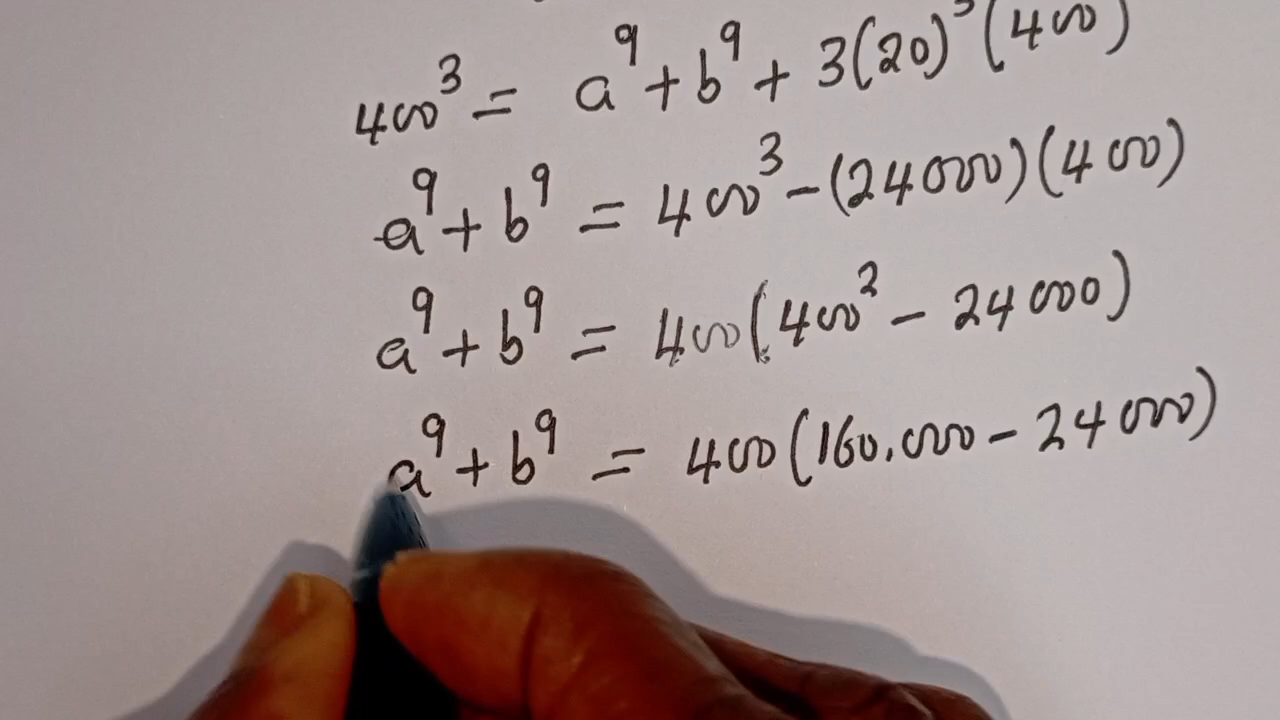 400³ = a⁹ + b⁹ + 3(20)³(400)
a⁹ + b⁹ = 400³ - (24000)(400)
a⁹ + b⁹ = 400(400² - 24000)
a⁹ + b⁹ = 400(160.000 - 24000)